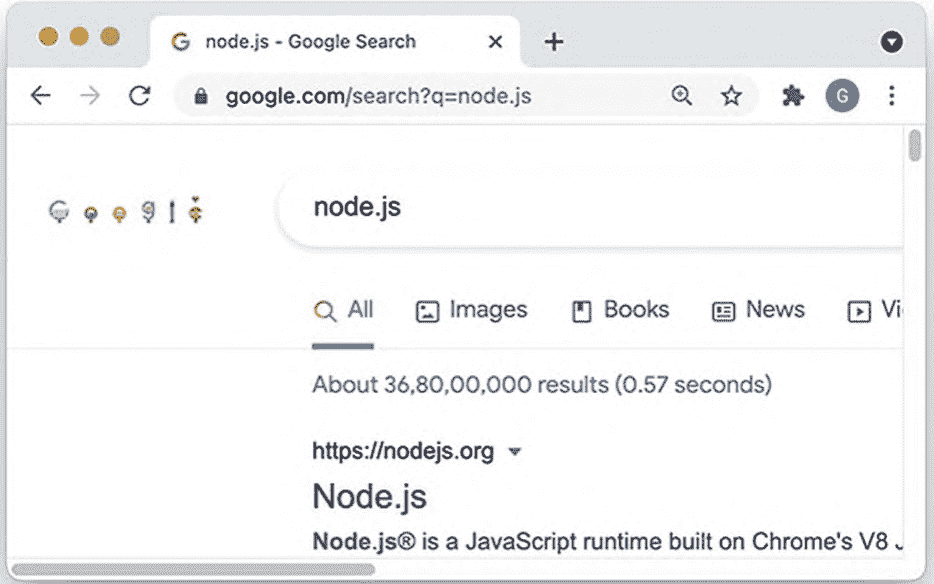 node.js - Google Search
google.com/search?q=node.js
G
Google
node.js
All Images Books News Vi
About 36,80,00,000 results (0.57 seconds)
https://nodejs.org
Node.js
Node.js® is a JavaScript runtime built on Chrome's V8 J